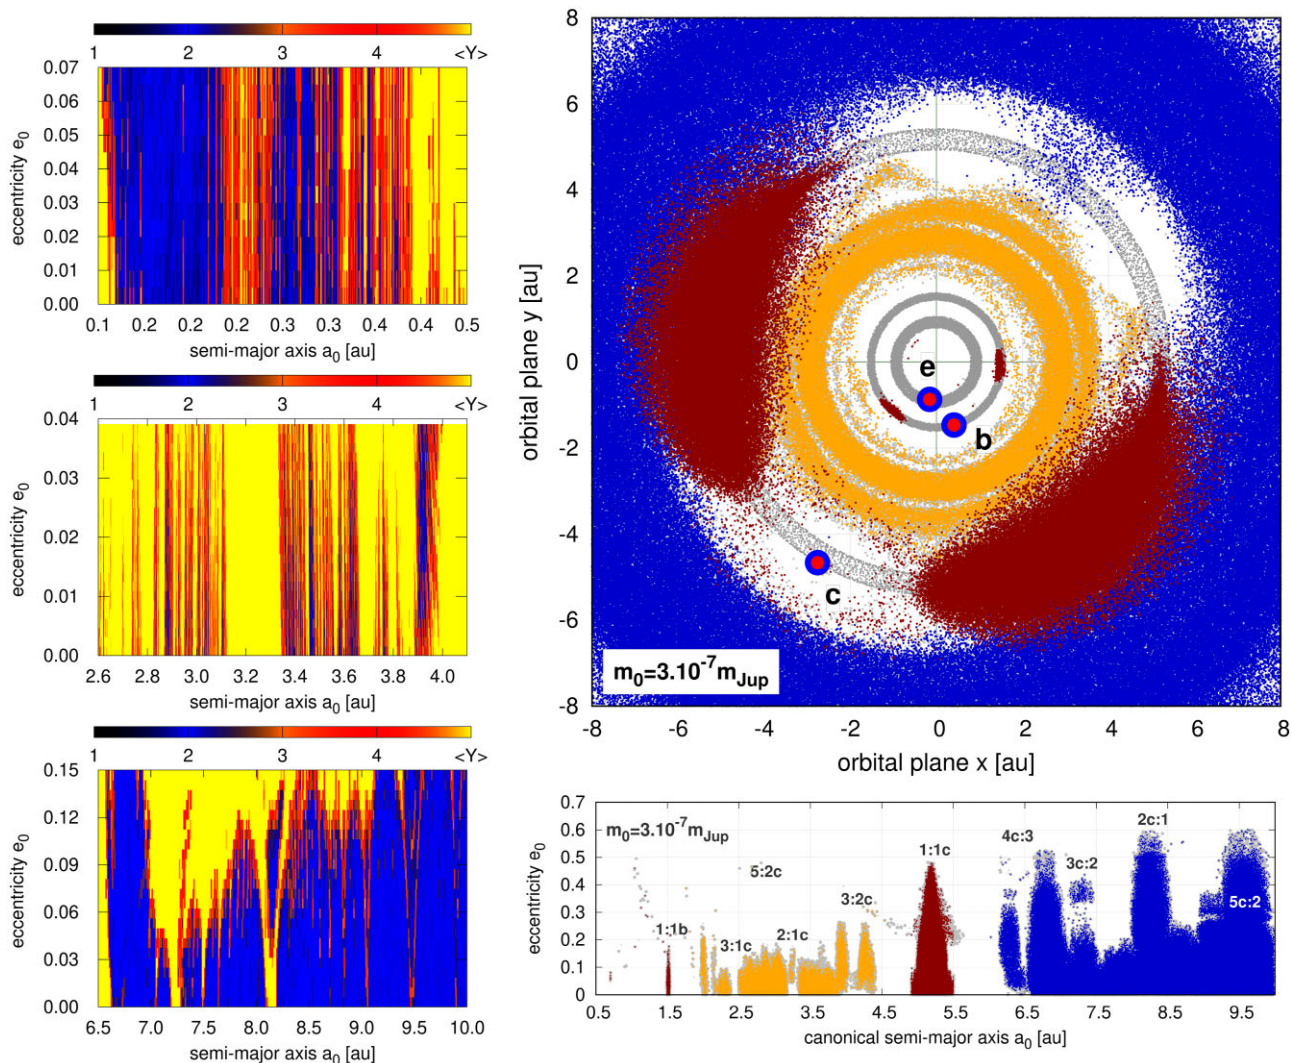 1 2 3 4 <Y>
eccentricity e0
0.07
0.06
0.05
0.04
0.03
0.02
0.01
0.00
0.1 0.2 0.2 0.2 0.3 0.3 0.4 0.4 0.5
semi-major axis a0 [au]
1 2 3 4 <Y>
eccentricity e0
0.04
0.03
0.02
0.01
0.00
2.6 2.8 3.0 3.2 3.4 3.6 3.8 4.0
semi-major axis a0 [au]
1 2 3 4 <Y>
eccentricity e0
0.15
0.12
0.09
0.06
0.03
0.00
6.5 7.0 7.5 8.0 8.5 9.0 9.5 10.0
semi-major axis a0 [au]
orbital plane y [au]
8
6
4
2
0
-2
-4
-6
-8
e
b
c
m0=3.10-7mJup
-8 -6 -4 -2 0 2 4 6 8
orbital plane x [au]
eccentricity e0
0.7
0.6
0.5
0.4
0.3
0.2
0.1
0
m0=3.10-7mJup
1:1b
3:1c
5:2c
2:1c
3:2c
1:1c
4c:3
3c:2
2c:1
5c:2
0.5 1.5 2.5 3.5 4.5 5.5 6.5 7.5 8.5 9.5
canonical semi-major axis a0 [au]